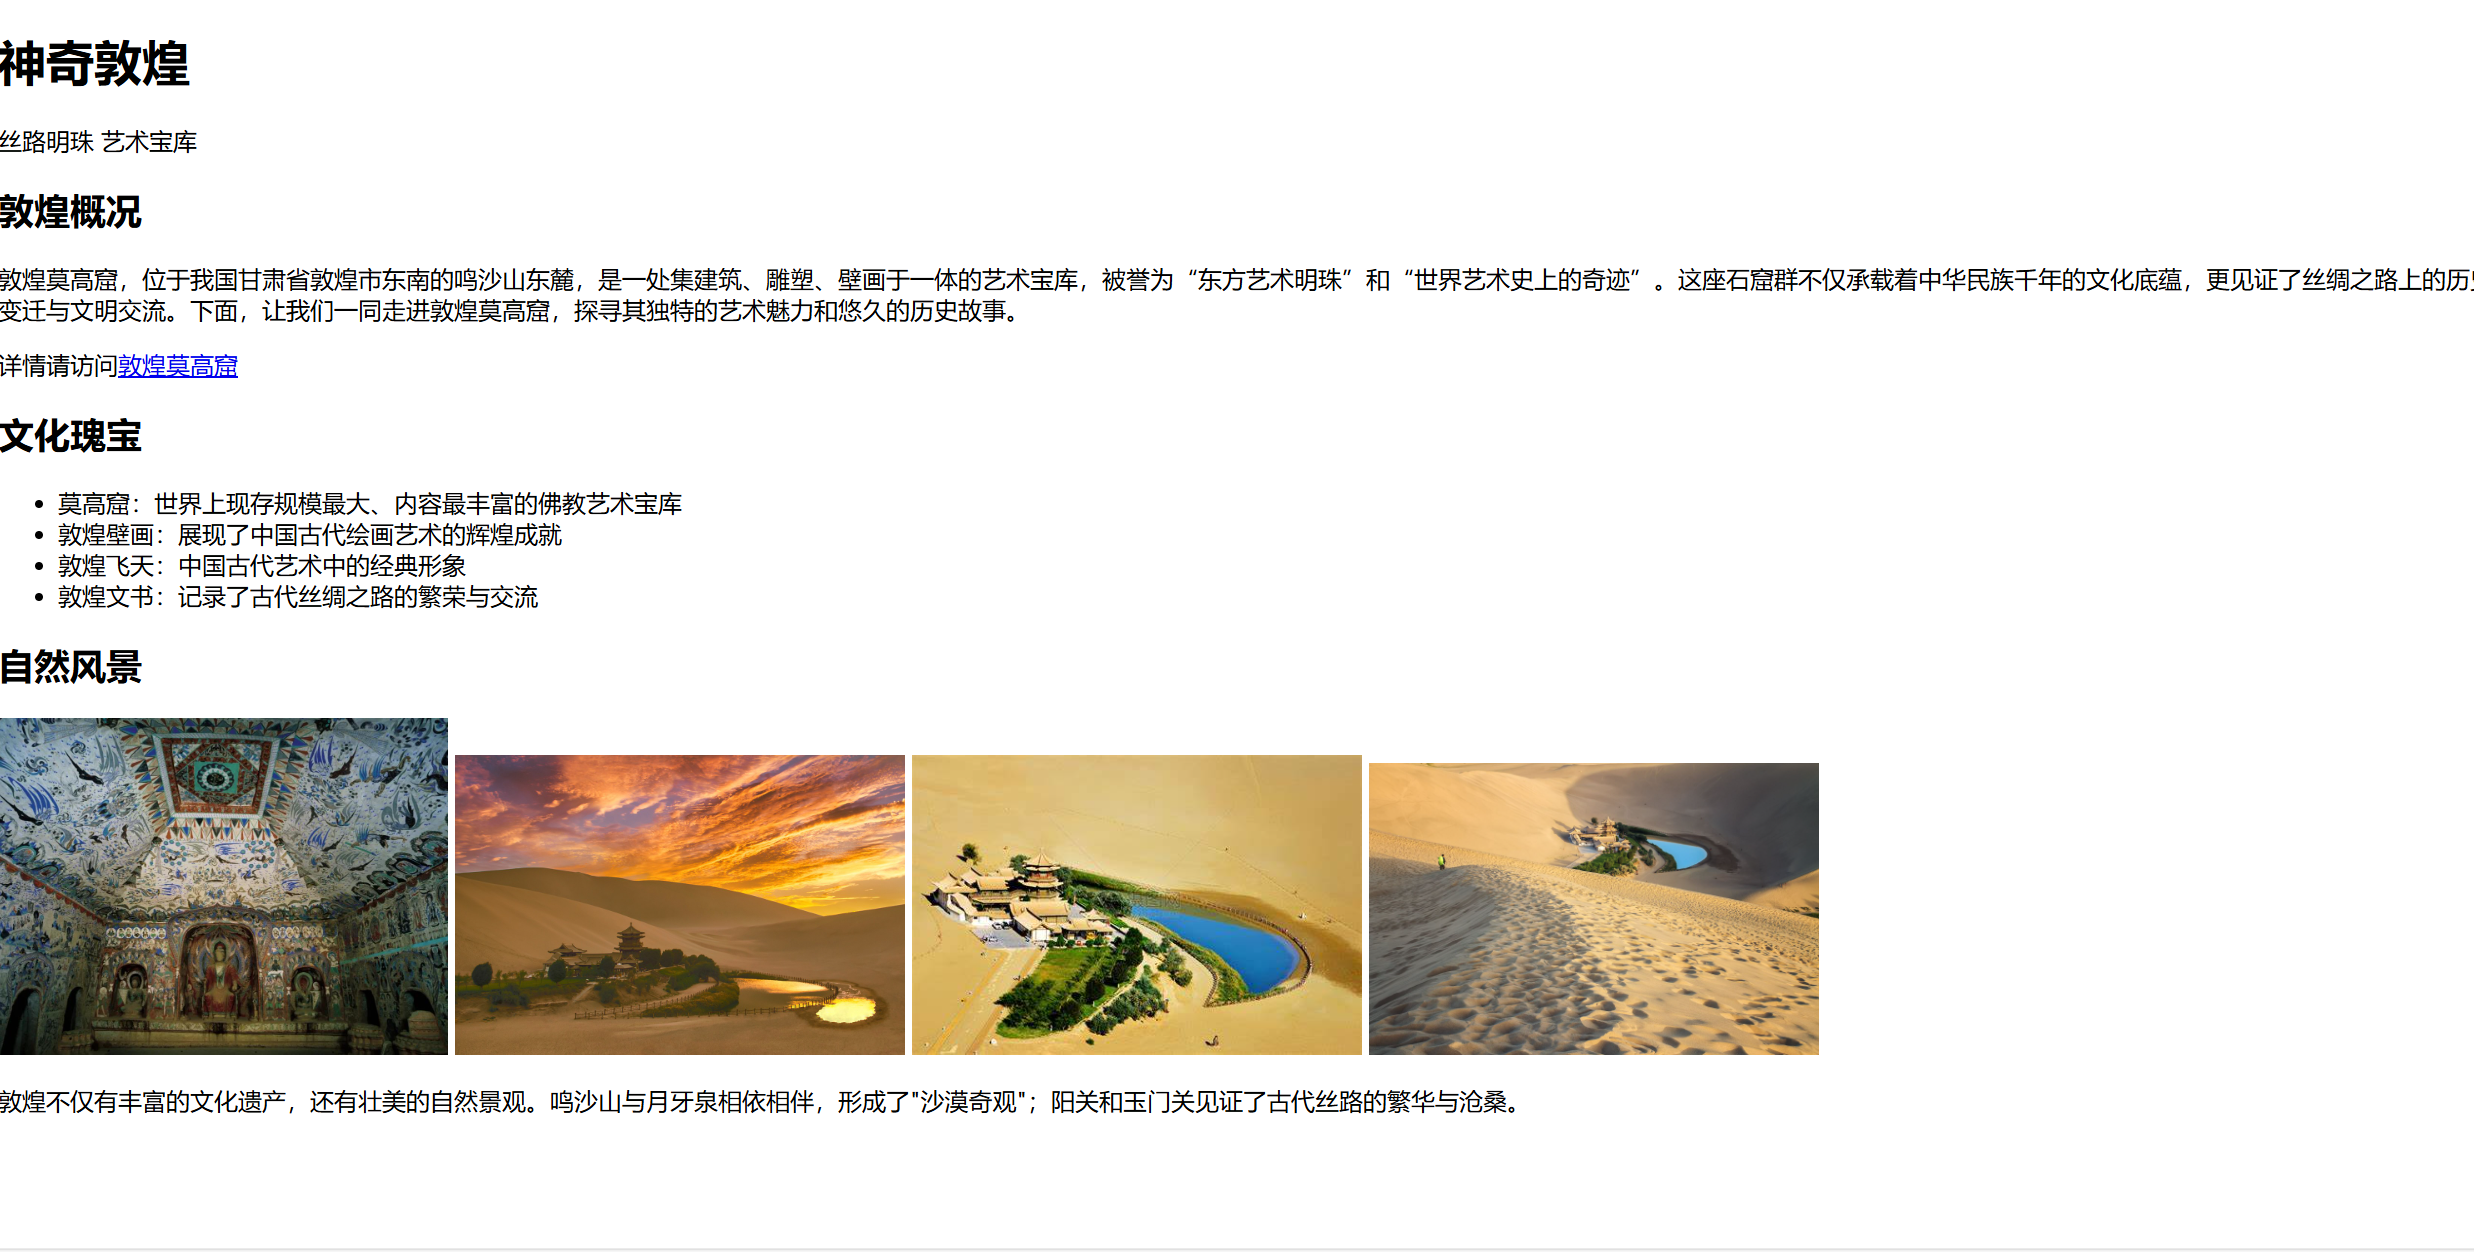 神奇敦煌
丝路明珠 艺术宝库
敦煌概况
敦煌莫高窟，位于我国甘肃省敦煌市东南的鸣沙山东麓，是一处集建筑、雕塑、壁画于一体的艺术宝库，被誉为“东方艺术明珠”和“世界艺术史上的奇迹”。这座石窟群不仅承载着中华民族千年的文化底蕴，更见证了丝绸之路上的历史
变迁与文明交流。下面，让我们一同走进敦煌莫高窟，探寻其独特的艺术魅力和悠久的历史故事。
详情请访问敦煌莫高窟
文化瑰宝
• 莫高窟：世界上现存规模最大、内容最丰富的佛教艺术宝库
• 敦煌壁画：展现了中国古代绘画艺术的辉煌成就
• 敦煌飞天：中国古代艺术中的经典形象
• 敦煌文书：记录了古代丝绸之路的繁荣与交流
自然风景
敦煌不仅有丰富的文化遗产，还有壮美的自然景观。鸣沙山与月牙泉相依相伴，形成了"沙漠奇观"；阳关和玉门关见证了古代丝路的繁华与沧桑。